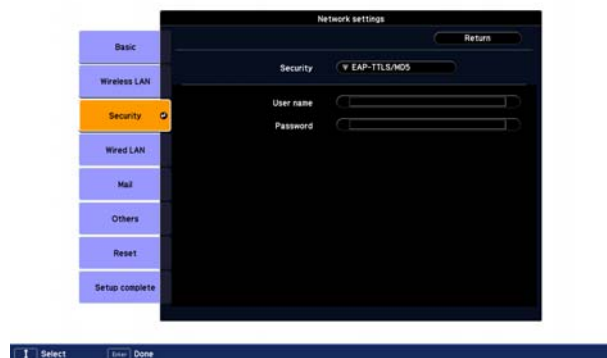 Network settings
Return
Basic
Security EAP-TTLS/MD5
Wireless LAN
User name
Security
Password
Wired LAN
Mail
Others
Reset
Setup complete
Select Enter Done